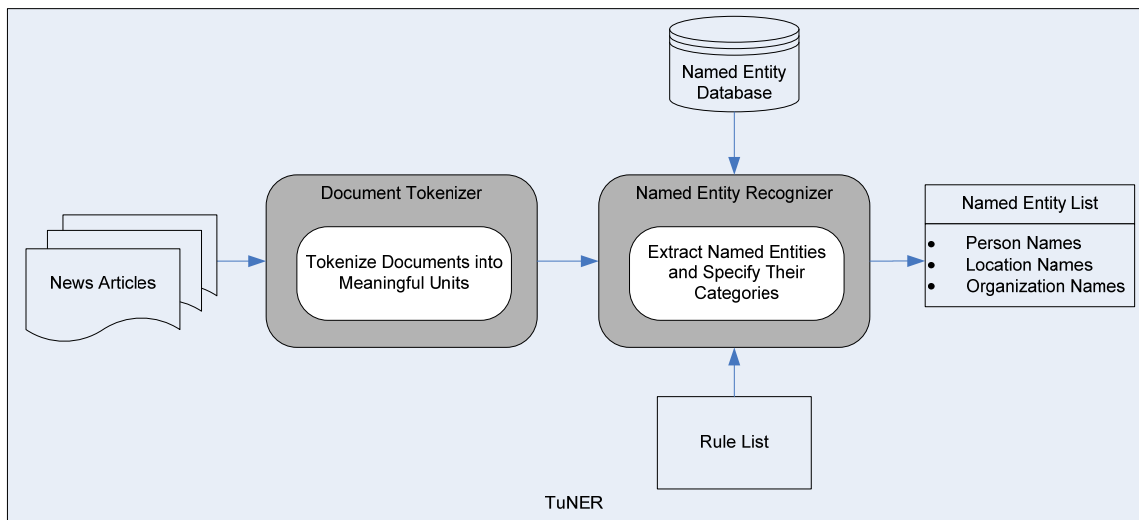 Named Entity
Database
Document Tokenizer
Named Entity Recognizer
News Articles
Tokenize Documents into
Meaningful Units
Extract Named Entities
and Specify Their
Categories
Named Entity List
• Person Names
• Location Names
• Organization Names
Rule List
TuNER